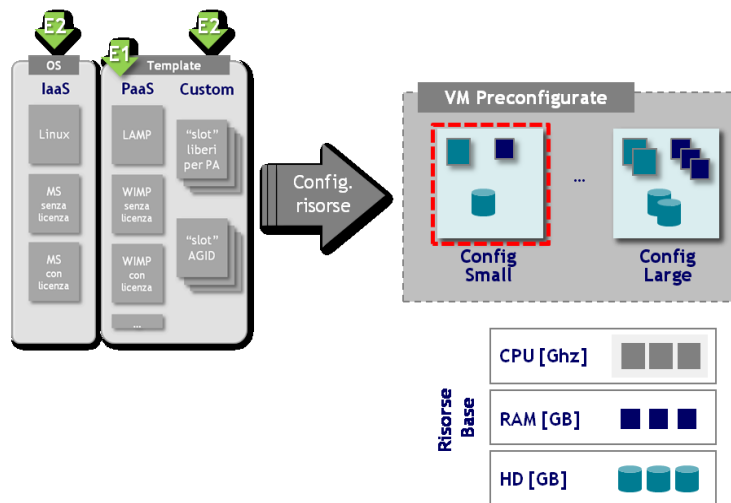 E2
E2
E1
OS
Template
IaaS
PaaS
Custom
Linux
LAMP
"slot"
liberi
per PA
MS
senza
licenza
WIMP
senza
licenza
MS
con
licenza
WIMP
con
licenza
"slot"
AGID
...
Config.
risorse
VM Preconfigurate
...
Config
Small
Config
Large
Risorse
Base
CPU [Ghz]
RAM [GB]
HD [GB]